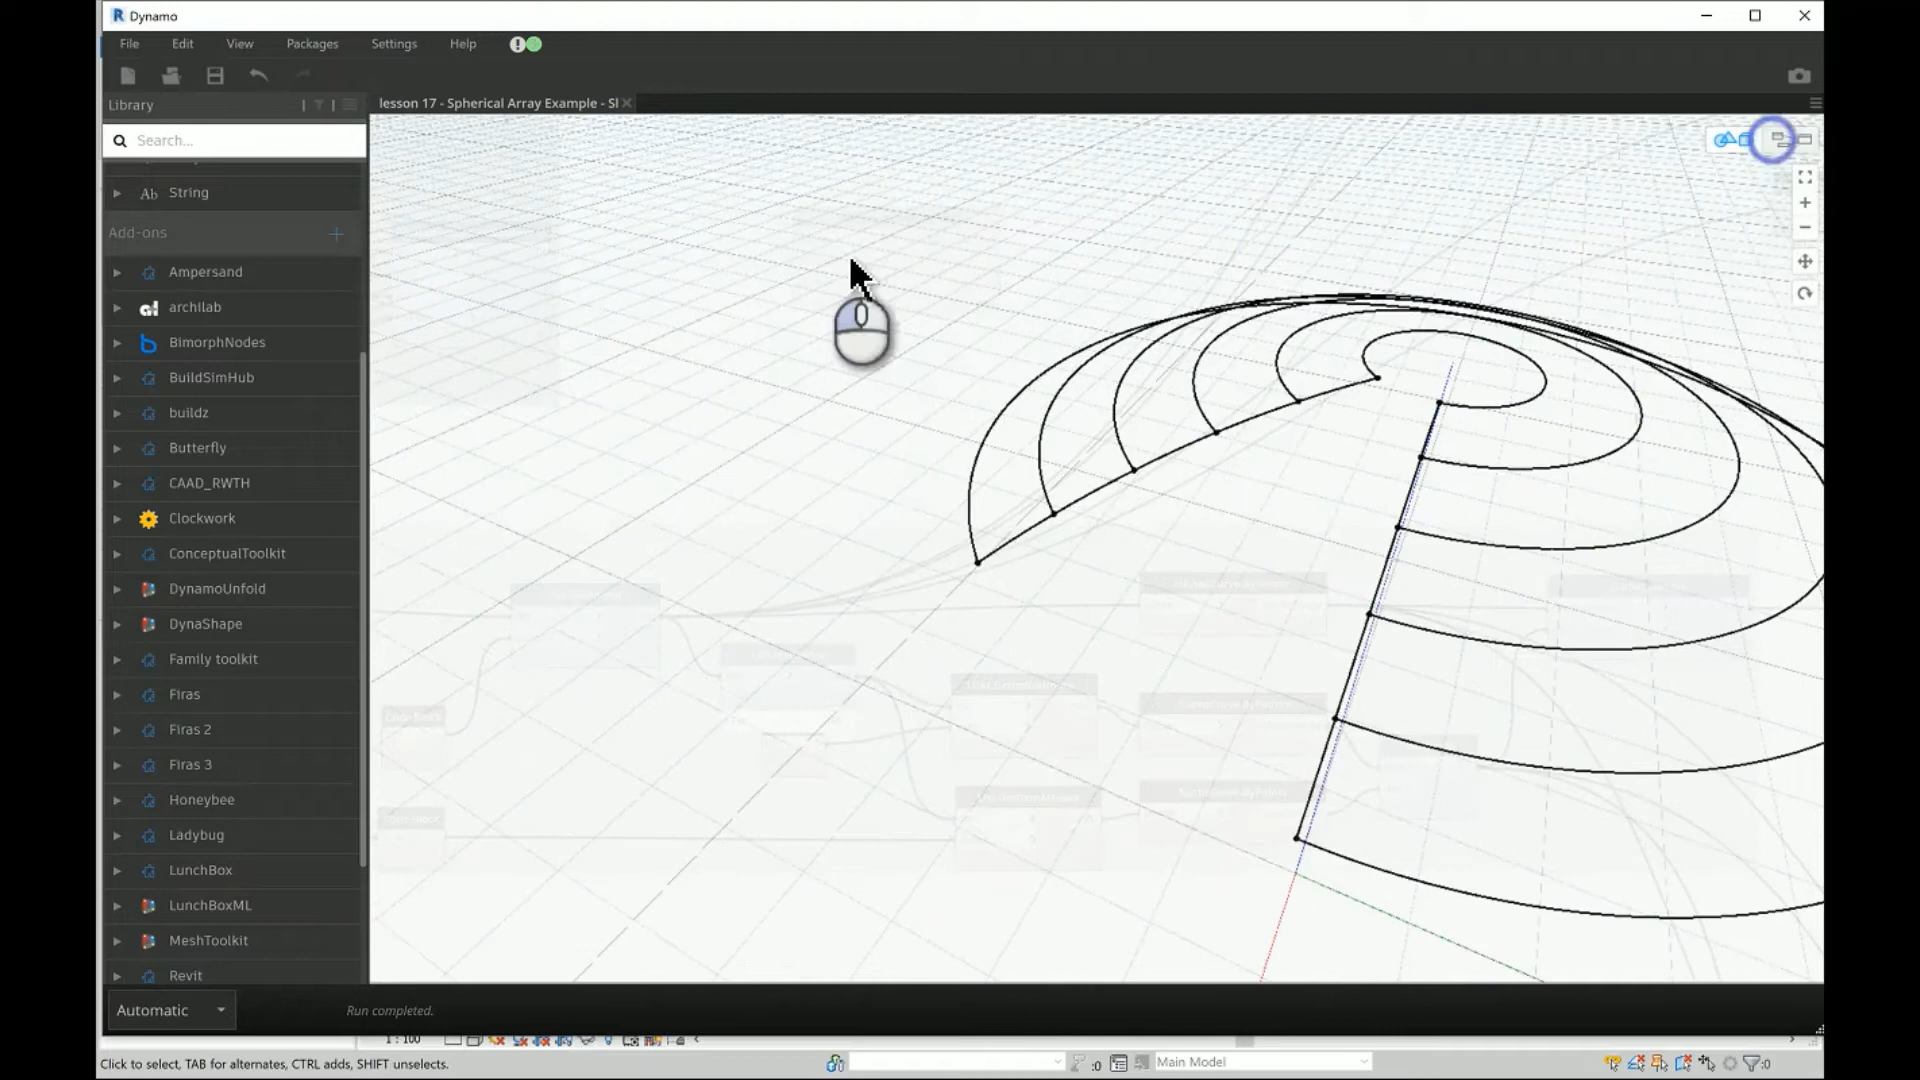 Dynamo
File Edit View Packages Settings Help
Library
lesson 17 - Spherical Array Example - Sl
Search...
Ab String
Add-ons
Ampersand
archilab
BimorphNodes
BuildSimHub
buildz
Butterfly
CAAD_RWTH
Clockwork
ConceptualToolkit
DynamoUnfold
DynaShape
Family toolkit
Firas
Firas 2
Firas 3
Honeybee
Ladybug
LunchBox
LunchBoxML
MeshToolkit
Revit
Automatic
Run completed.
1 : 100
Click to select, TAB for alternates, CTRL adds, SHIFT unselects.
:0
Main Model
:0